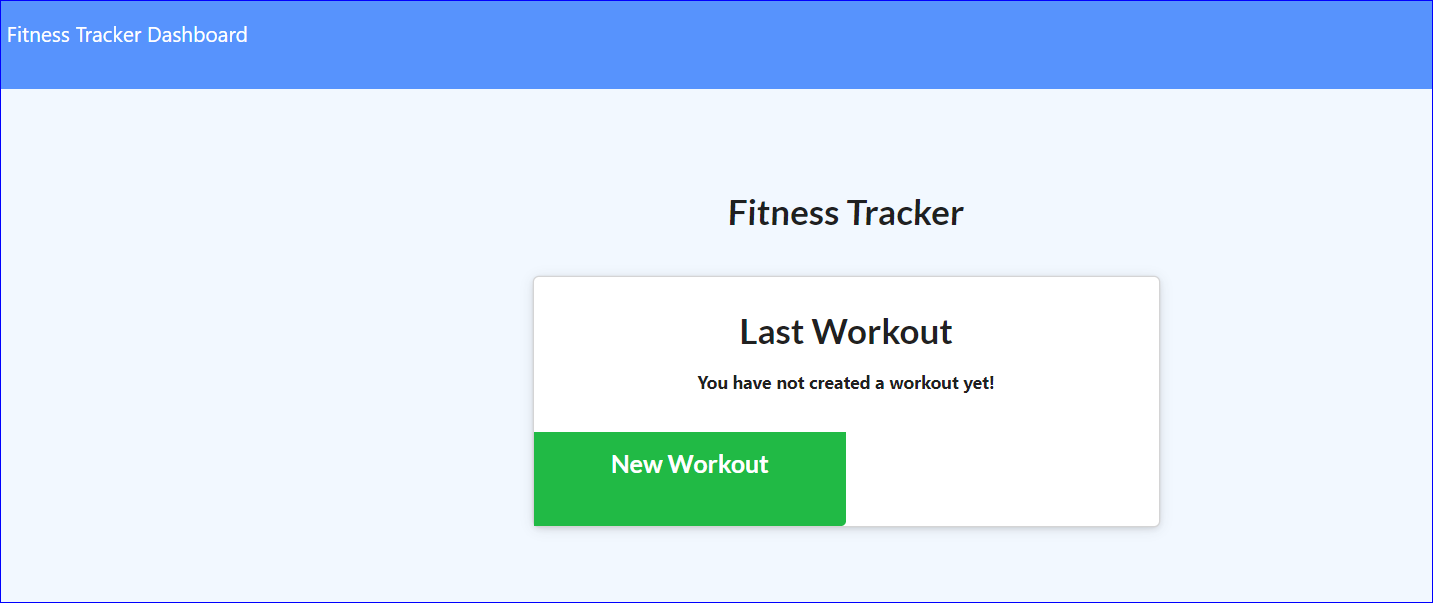 Fitness Tracker Dashboard
Fitness Tracker
Last Workout
You have not created a workout yet!
New Workout